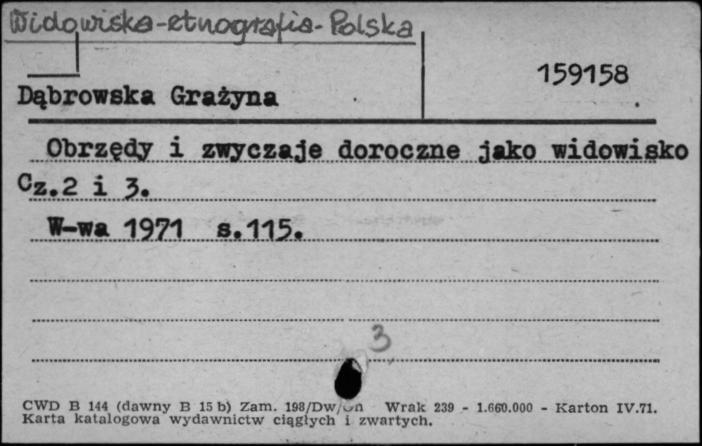 Widowiska-etnografia-Polska
159158
Dąbrowska Grażyna
Obrzędy i zwyczaje doroczne jako widowisko
Cz.2 i 3.
W-wa 1971 s.115.
3
CWD B 144 (dawny B 15 b) Zam. 198/Dw/ Wrak 239 - 1.660.000 - Karton IV.71.
Karta katalogowa wydawnictw ciągłych i zwartych.